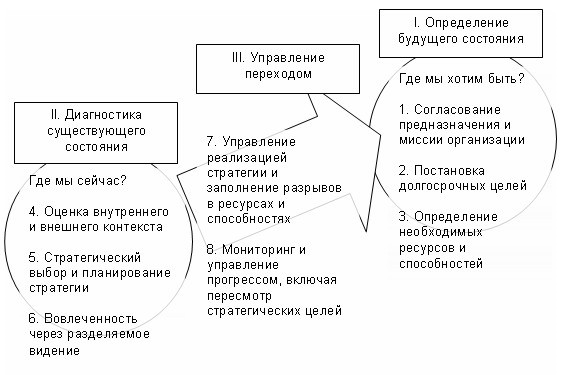 I. Определение
будущего состояния
Где мы хотим быть?
1. Согласование
предназначения и
миссии организации
2. Постановка
долгосрочных целей
3. Определение
необходимых
ресурсов и
способностей
II. Диагностика
существующего
состояния
Где мы сейчас?
4. Оценка внутреннего
и внешнего контекста
5. Стратегический
выбор и планирование
стратегии
6. Вовлеченность
через разделяемое
видение
III. Управление
переходом
7. Управление
реализацией
стратегии и
заполнение разрывов
в ресурсах и
способностях
8. Мониторинг и
управление
прогрессом, включая
пересмотр
стратегических целей